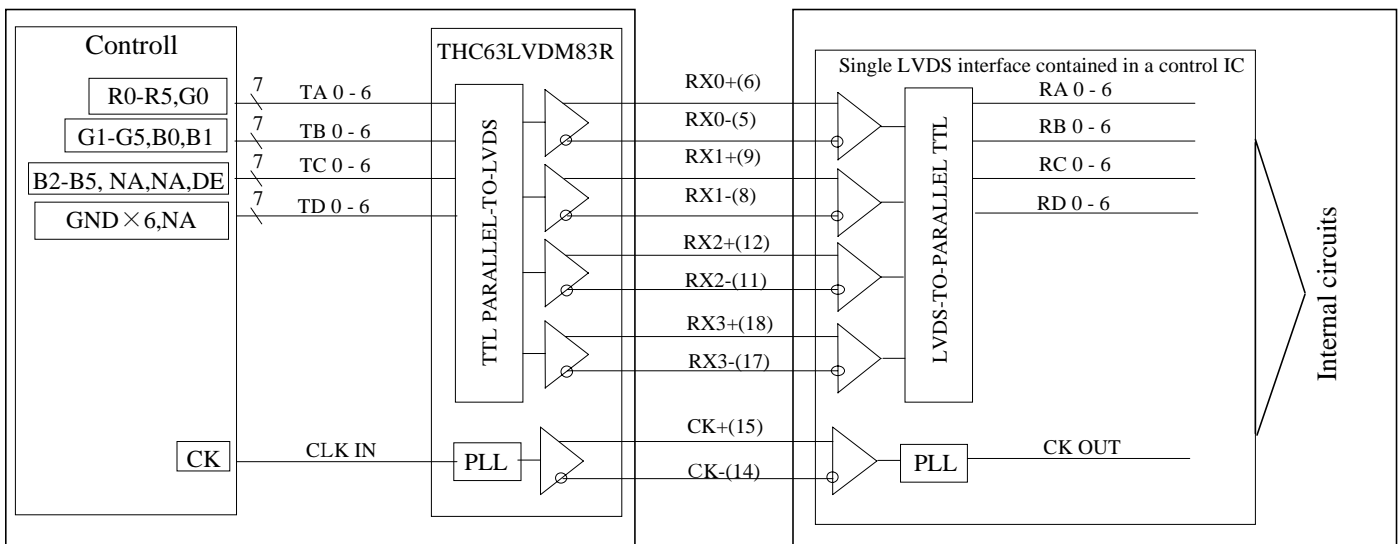 Controll
R0-R5,G0
G1-G5,B0,B1
B2-B5, NA,NA,DE
GND×6,NA
CK
7
TA 0 - 6
7
TB 0 - 6
7
TC 0 - 6
7
TD 0 - 6
CLK IN
THC63LVDM83R
TTL PARALLEL-TO-LVDS
PLL
RX0+(6)
RX0-(5)
RX1+(9)
RX1-(8)
RX2+(12)
RX2-(11)
RX3+(18)
RX3-(17)
CK+(15)
CK-(14)
Single LVDS interface contained in a control IC
LVDS-TO-PARALLEL TTL
PLL
RA 0 - 6
RB 0 - 6
RC 0 - 6
RD 0 - 6
CK OUT
Internal circuits